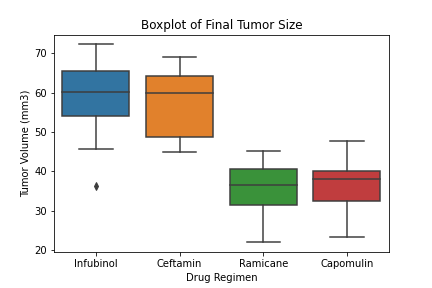 Boxplot of Final Tumor Size
Tumor Volume (mm3)
70
60
50
40
30
20
Infubinol Ceftamin Ramicane Capomulin
Drug Regimen